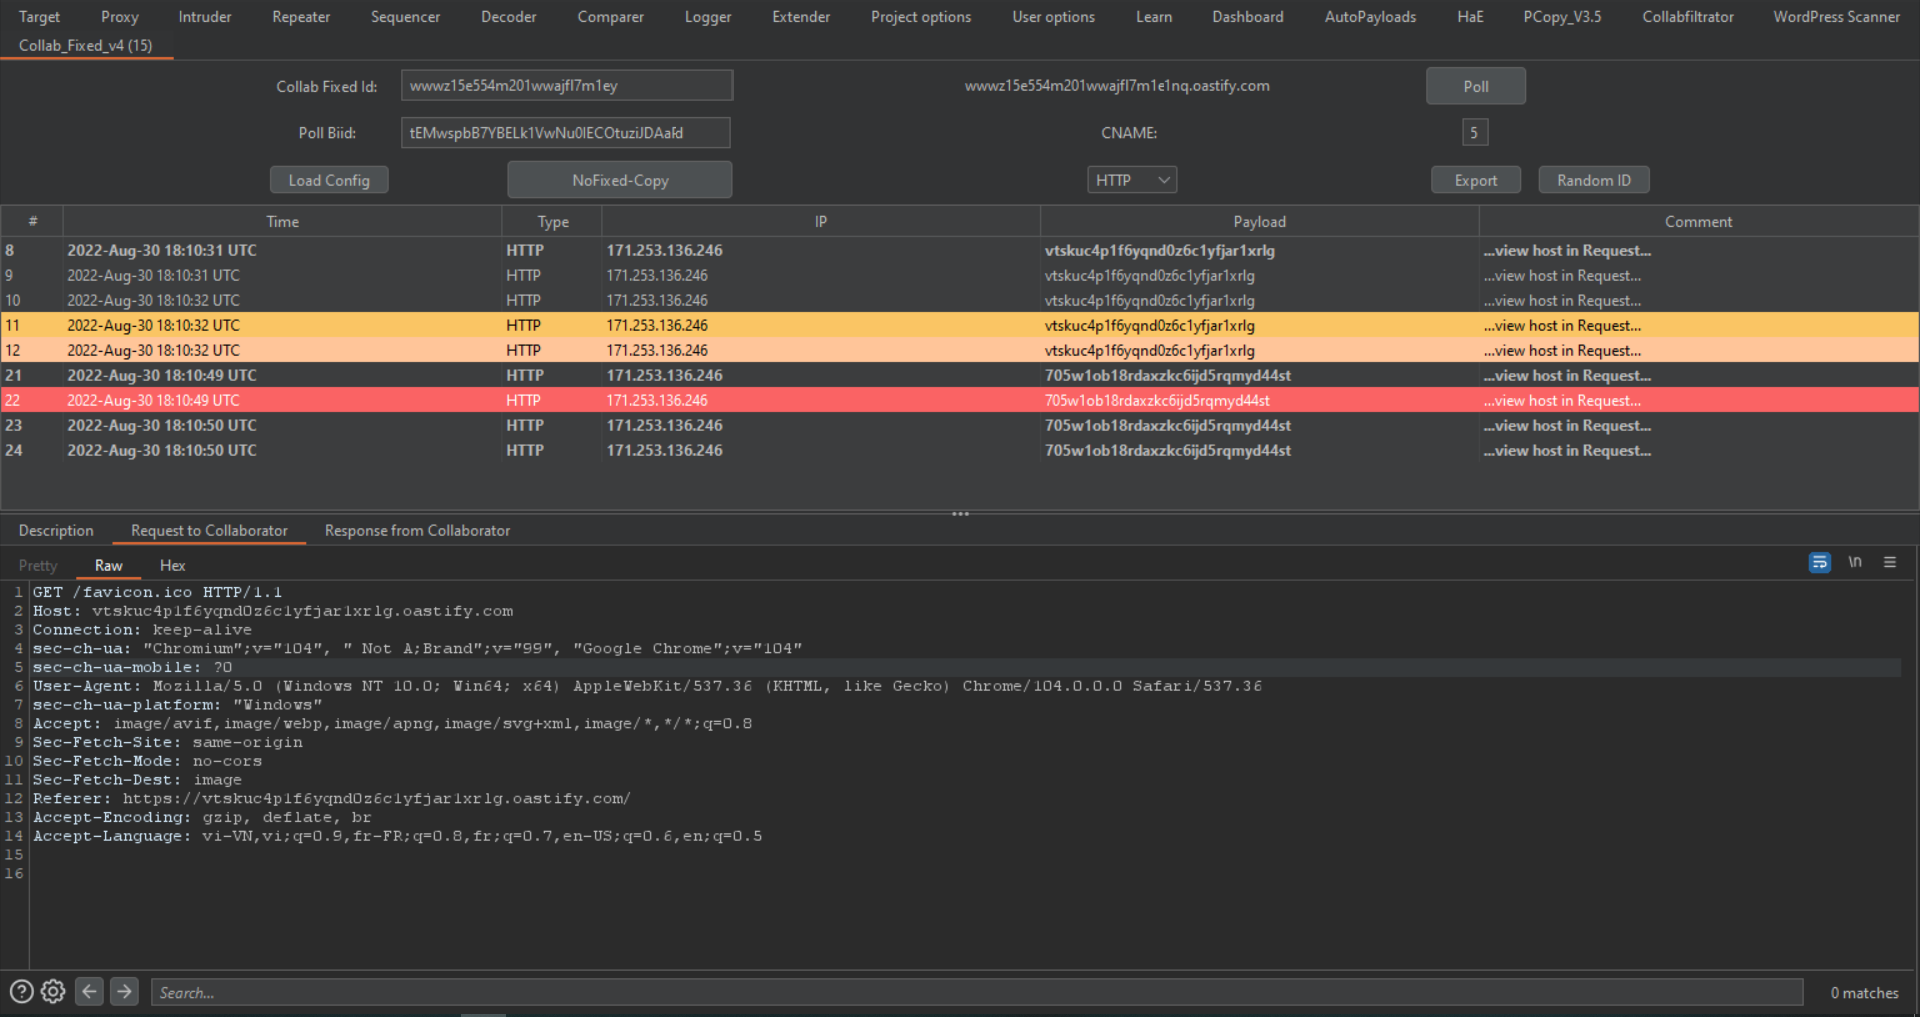 Target Proxy Intruder Repeater Sequencer Decoder Comparer Logger Extender Project options User options Learn Dashboard AutoPayloads HaE PCopy_V3.5 Collabfiltrator WordPress Scanner
Collab_Fixed_v4 (15)
Collab Fixed Id: wwwz15e554m201wwajfl7m1ey wwwz15e554m201wwajfl7m1e1nq.oastify.com Poll
Poll Biid: CNAME: 5
Load Config NoFixed-Copy HTTP Export Random ID
# Time Type IP Payload Comment
8 2022-Aug-30 18:10:31 UTC HTTP 171.253.136.246 vtskuc4p1f6yqnd0z6c1yfjar1xrlg ...view host in Request...
9 2022-Aug-30 18:10:31 UTC HTTP 171.253.136.246 vtskuc4p1f6yqnd0z6c1yfjar1xrlg ...view host in Request...
10 2022-Aug-30 18:10:32 UTC HTTP 171.253.136.246 vtskuc4p1f6yqnd0z6c1yfjar1xrlg ...view host in Request...
11 2022-Aug-30 18:10:32 UTC HTTP 171.253.136.246 vtskuc4p1f6yqnd0z6c1yfjar1xrlg ...view host in Request...
12 2022-Aug-30 18:10:32 UTC HTTP 171.253.136.246 vtskuc4p1f6yqnd0z6c1yfjar1xrlg ...view host in Request...
21 2022-Aug-30 18:10:49 UTC HTTP 171.253.136.246 705w1ob18rdaxzkc6ijd5rqmyd44st ...view host in Request...
22 2022-Aug-30 18:10:49 UTC HTTP 171.253.136.246 705w1ob18rdaxzkc6ijd5rqmyd44st ...view host in Request...
23 2022-Aug-30 18:10:50 UTC HTTP 171.253.136.246 705w1ob18rdaxzkc6ijd5rqmyd44st ...view host in Request...
24 2022-Aug-30 18:10:50 UTC HTTP 171.253.136.246 705w1ob18rdaxzkc6ijd5rqmyd44st ...view host in Request...
Description Request to Collaborator Response from Collaborator
Pretty Raw Hex \n
1 GET /favicon.ico HTTP/1.1
2 Host: vtskuc4p1f6yqnd0z6c1yfjar1xrlg.oastify.com
3 Connection: keep-alive
4 sec-ch-ua: "Chromium";v="104", " Not A;Brand";v="99", "Google Chrome";v="104"
5 sec-ch-ua-mobile: ?0
6 User-Agent: Mozilla/5.0 (Windows NT 10.0; Win64; x64) AppleWebKit/537.36 (KHTML, like Gecko) Chrome/104.0.0.0 Safari/537.36
7 sec-ch-ua-platform: "Windows"
8 Accept: image/avif,image/webp,image/apng,image/svg+xml,image/*,*/*;q=0.8
9 Sec-Fetch-Site: same-origin
10 Sec-Fetch-Mode: no-cors
11 Sec-Fetch-Dest: image
12 Referer: https://vtskuc4p1f6yqnd0z6c1yfjar1xrlg.oastify.com/
13 Accept-Encoding: gzip, deflate, br
14 Accept-Language: vi-VN,vi;q=0.9,fr-FR;q=0.8,fr;q=0.7,en-US;q=0.6,en;q=0.5
15
16
Search... 0 matches